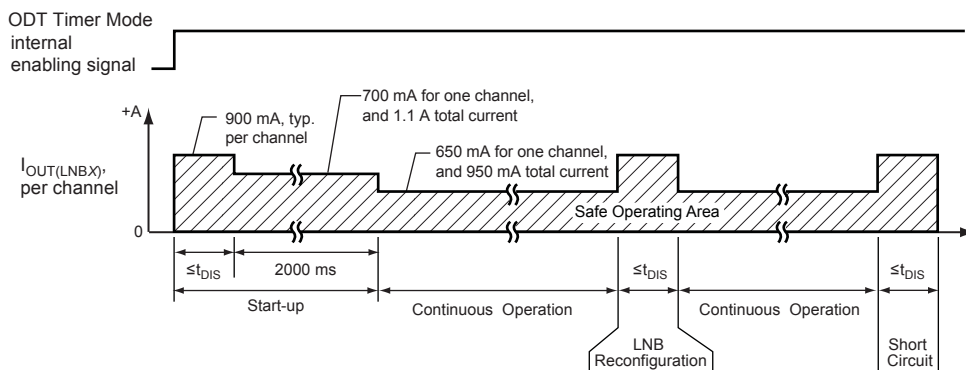 ODT Timer Mode
internal
enabling signal
+A
900 mA, typ.
per channel
700 mA for one channel,
and 1.1 A total current
650 mA for one channel,
and 950 mA total current
IOUT(LNBX),
per channel
Safe Operating Area
0
≤tDIS
2000 ms
≤tDIS
≤tDIS
Start-up
Continuous Operation
Continuous Operation
LNB
Reconfiguration
Short
Circuit